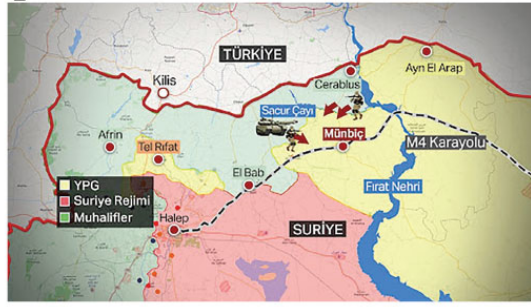 TÜRKİYE
Kilis
Cerablus
Ayn El Arap
Sacur Çayı
Afrin
Tel Rıfat
Münbiç
M4 Karayolu
El Bab
Fırat Nehri
YPG
Suriye Rejimi
Muhalifler
Halep
SURİYE